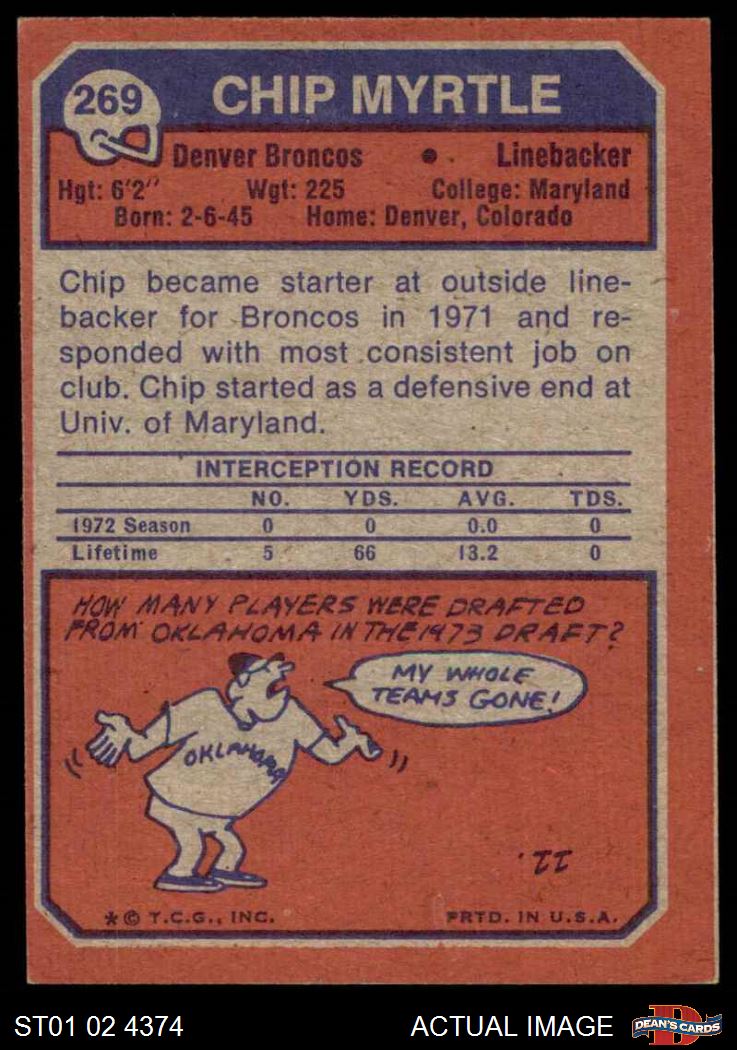 269
CHIP MYRTLE
Denver Broncos • Linebacker
Hgt: 6'2" Wgt: 225 College: Maryland
Born: 2-6-45 Home: Denver, Colorado
Chip became starter at outside line-
backer for Broncos in 1971 and re-
sponded with most consistent job on
club. Chip started as a defensive end at
Univ. of Maryland.
INTERCEPTION RECORD
NO. YDS. AVG. TDS.
1972 Season 0 0 0.0 0
Lifetime 5 66 13.2 0
HOW MANY PLAYERS WERE DRAFTED
FROM OKLAHOMA IN THE 1973 DRAFT?
MY WHOLE
TEAMS GONE!
OKLAHOMA
* © T.C.G., INC. PRTD. IN U.S.A.
ST01 02 4374 ACTUAL IMAGE DEAN'S CARDS